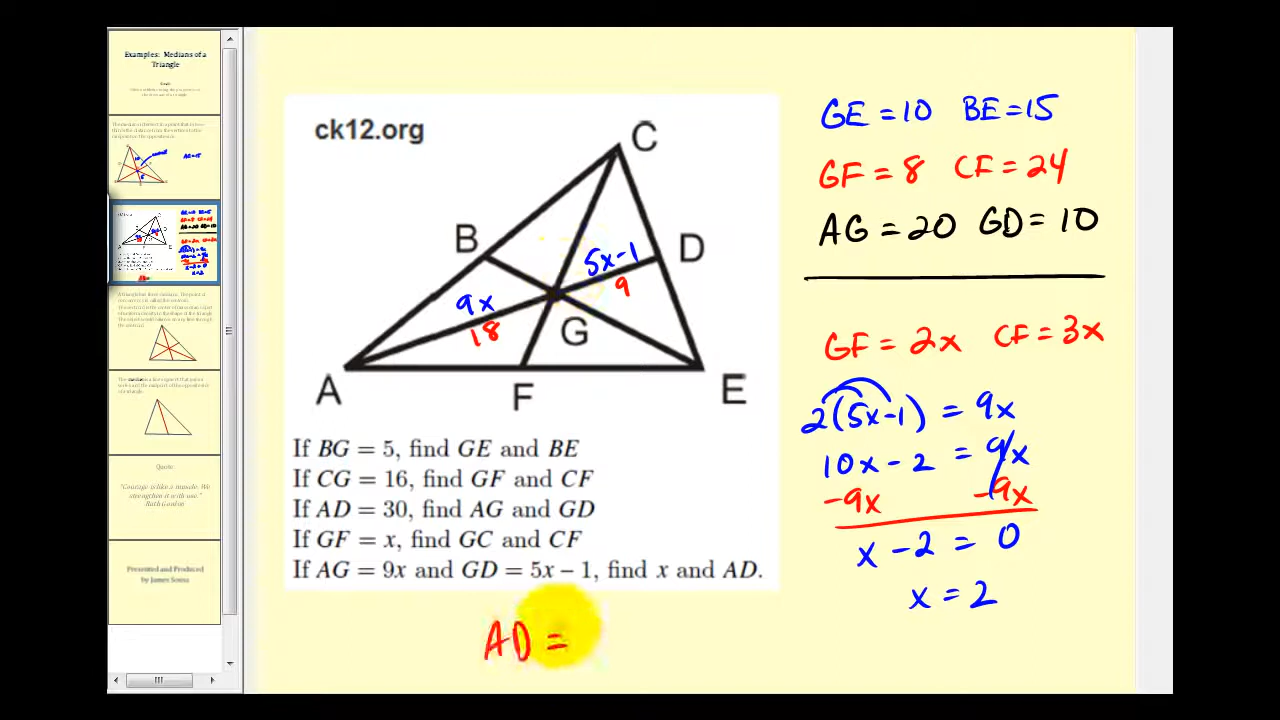 Examples: Medians of a
Triangle
ck12.org
C
B
D
5x-1
9x
9
18
G
A
F
E
If BG = 5, find GE and BE
If CG = 16, find GF and CF
If AD = 30, find AG and GD
If GF = x, find GC and CF
If AG = 9x and GD = 5x − 1, find x and AD.
AD =
GE = 10 BE = 15
GF = 8 CF = 24
AG = 20 GD = 10
GF = 2x CF = 3x
2(5x-1) = 9x
10x - 2 = 9x
-9x -9x
x - 2 = 0
x = 2
Quote
"Courage is like a muscle. We
strengthen it with use."
Ruth Gordon
Presented and Produced
by James Sousa